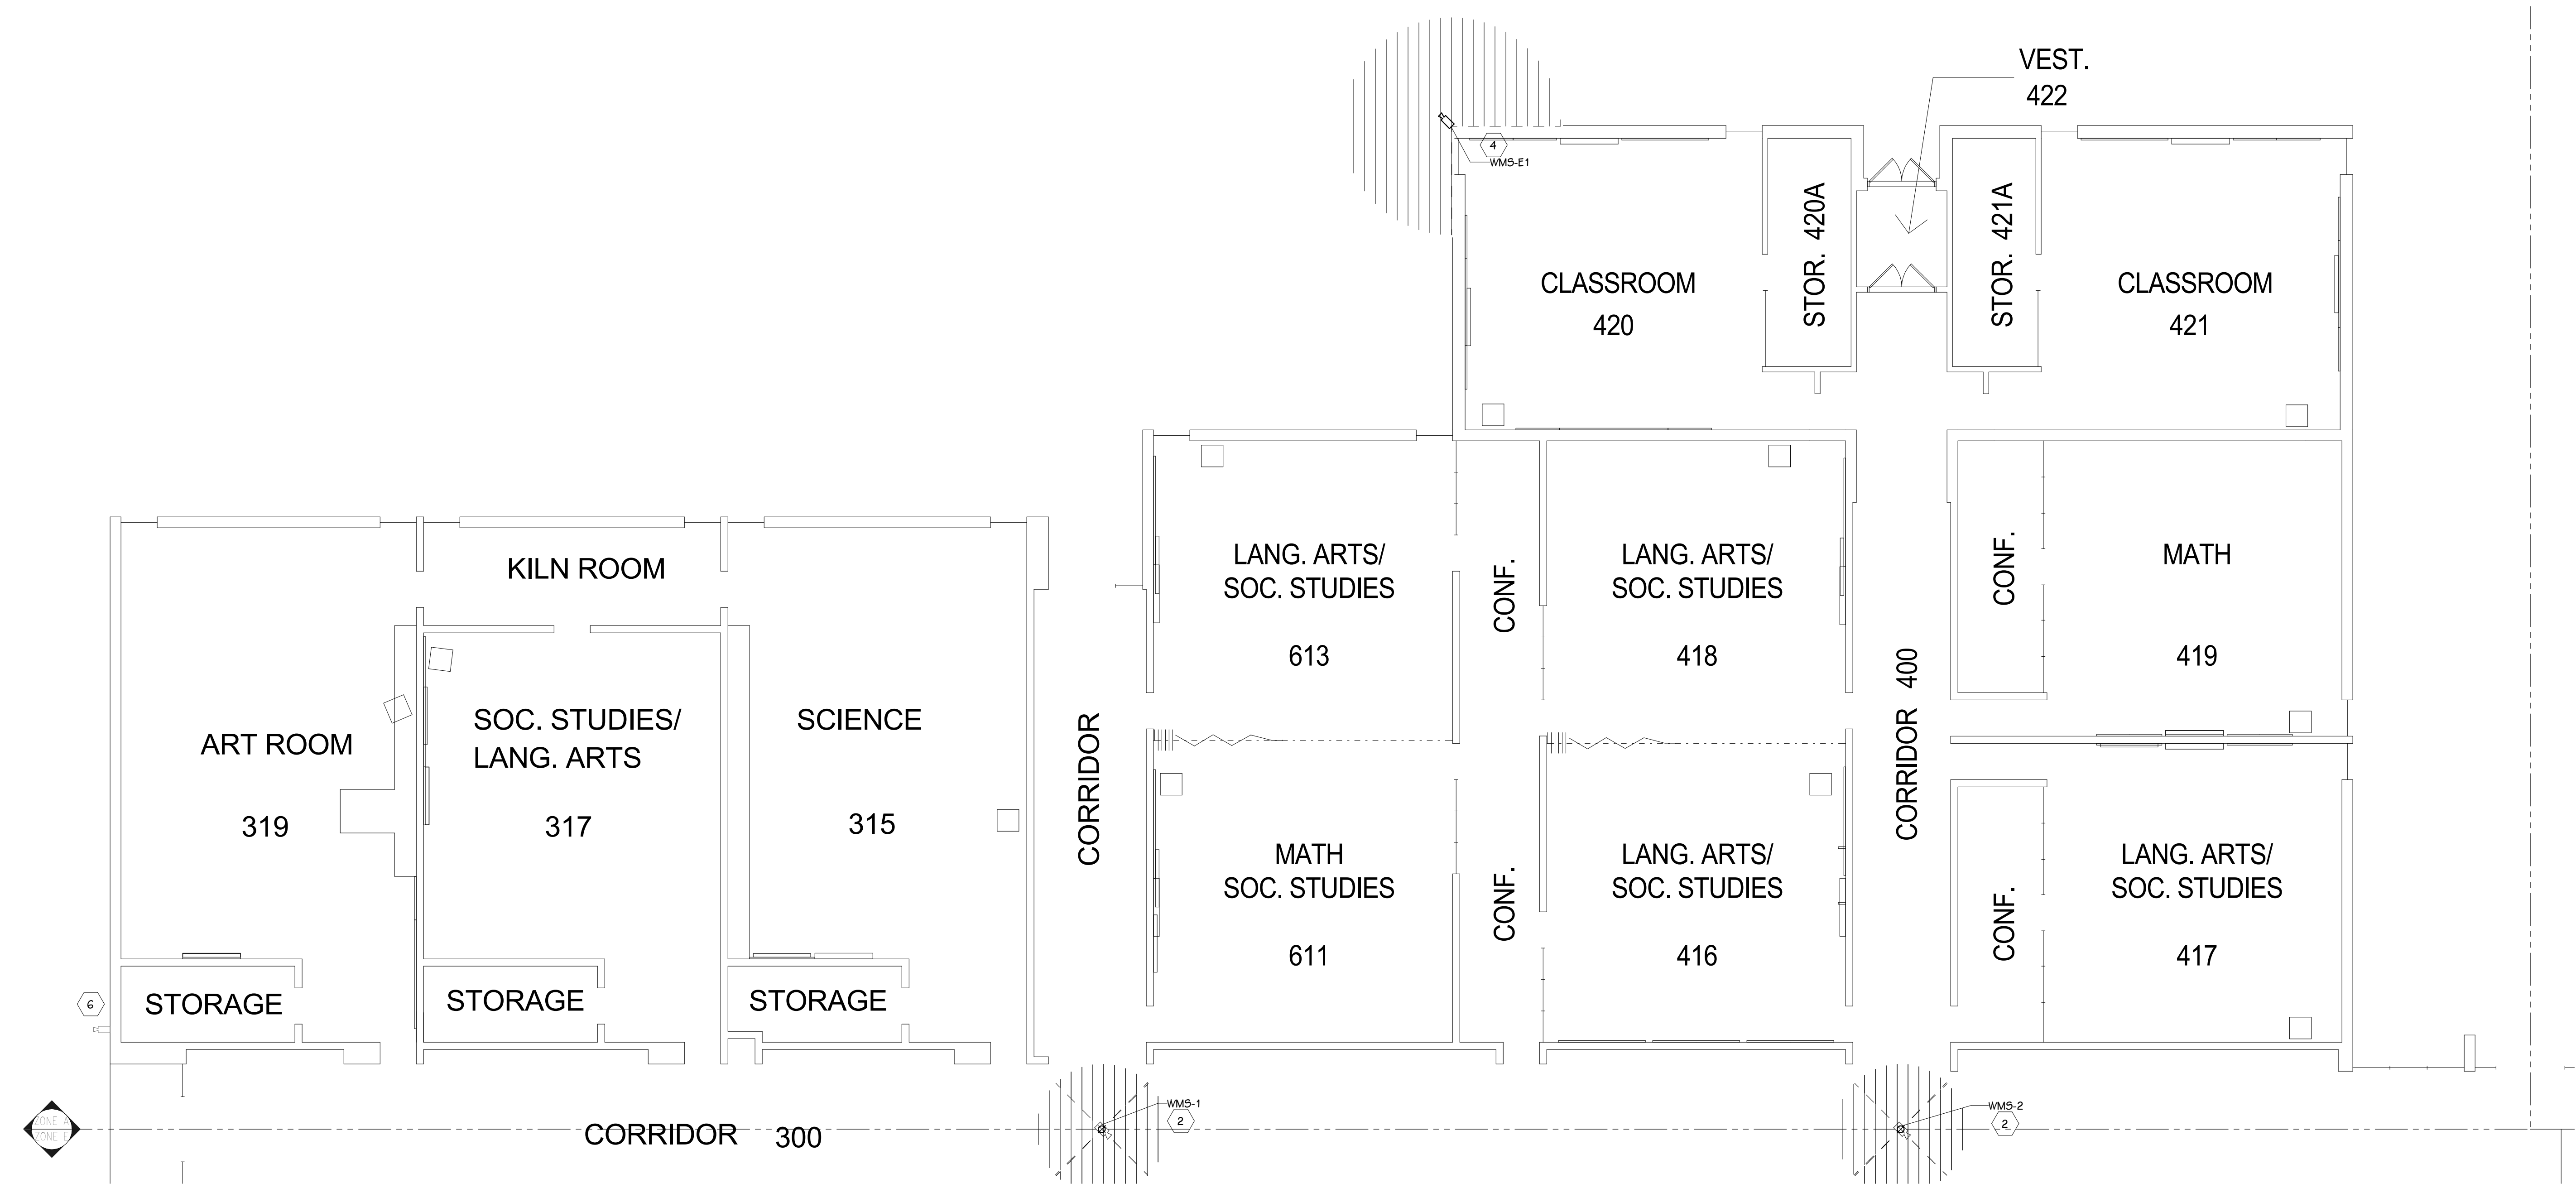 VEST.
422
4
WMS-E1
STOR. 420A
STOR. 421A
CLASSROOM
420
CLASSROOM
421
KILN ROOM
LANG. ARTS/
SOC. STUDIES
613
CONF.
LANG. ARTS/
SOC. STUDIES
418
CONF.
MATH
419
ART ROOM
319
SOC. STUDIES/
LANG. ARTS
317
SCIENCE
315
CORRIDOR
CORRIDOR 400
MATH
SOC. STUDIES
611
CONF.
LANG. ARTS/
SOC. STUDIES
416
CONF.
LANG. ARTS/
SOC. STUDIES
417
6
STORAGE
STORAGE
STORAGE
ZONE A
ZONE E
CORRIDOR 300
WMS-1
2
WMS-2
2